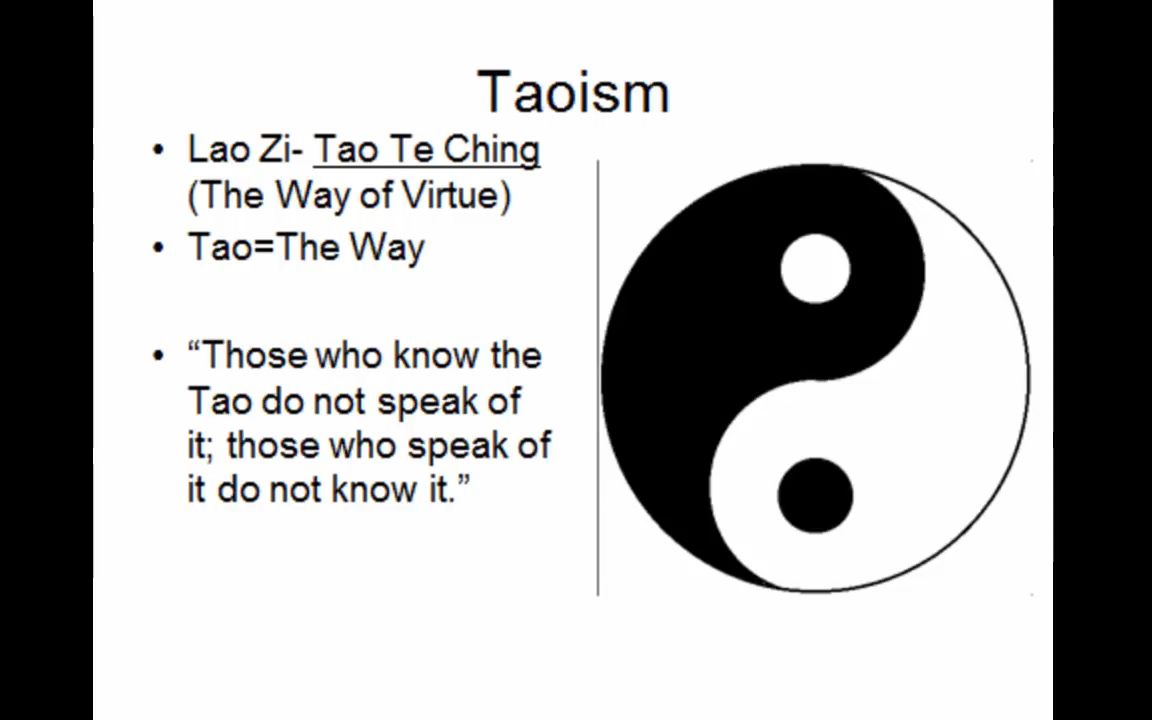 Taoism
• Lao Zi- Tao Te Ching
(The Way of Virtue)
• Tao=The Way
• “Those who know the
Tao do not speak of
it; those who speak of
it do not know it.”